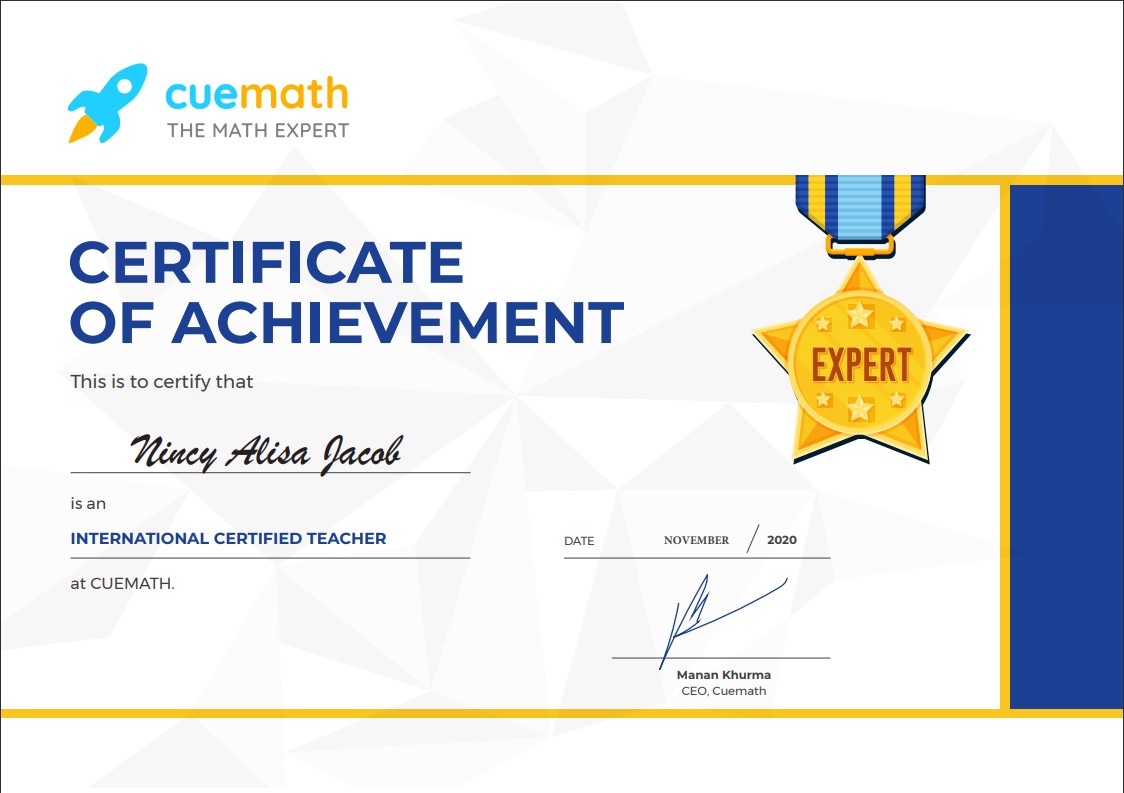 cuemath
THE MATH EXPERT
CERTIFICATE
OF ACHIEVEMENT
EXPERT
This is to certify that
Nincy Alisa Jacob
is an
INTERNATIONAL CERTIFIED TEACHER
at CUEMATH.
DATE NOVEMBER / 2020
Manan Khurma
CEO, Cuemath